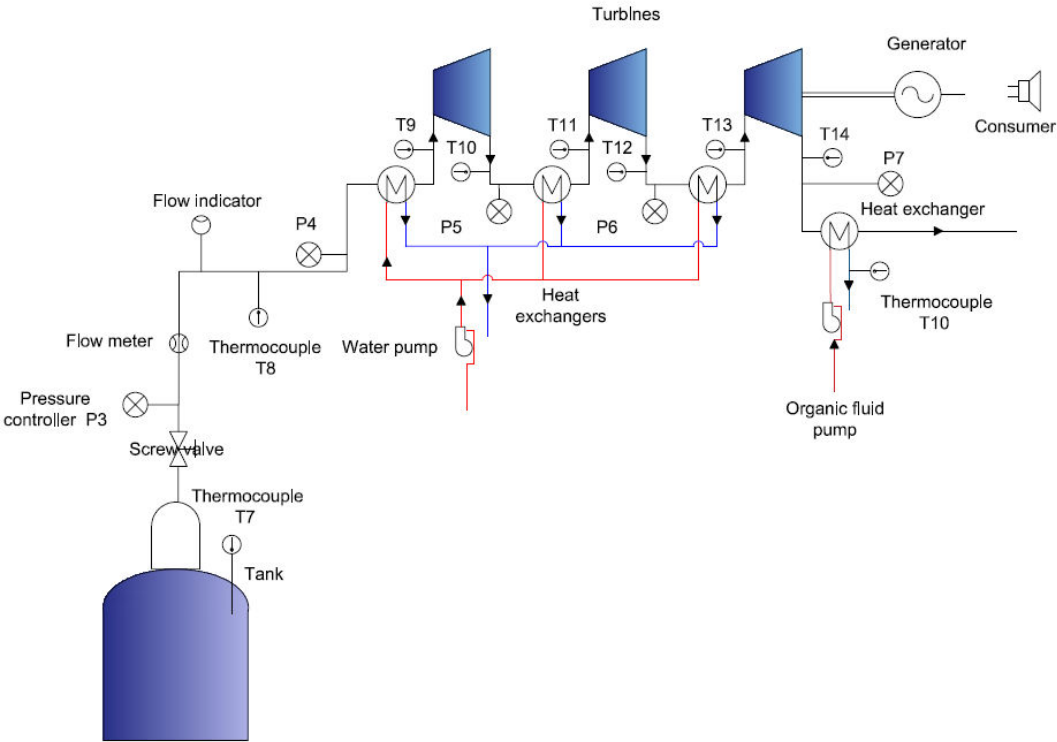 Turbines
Generator
Consumer
T9
T10
T11
T12
T13
T14
P7
Flow indicator
P4
P5
P6
Heat exchanger
Heat
exchangers
Flow meter
Thermocouple
T8
Water pump
Thermocouple
T10
Pressure
controller P3
Organic fluid
pump
Screw valve
Thermocouple
T7
Tank